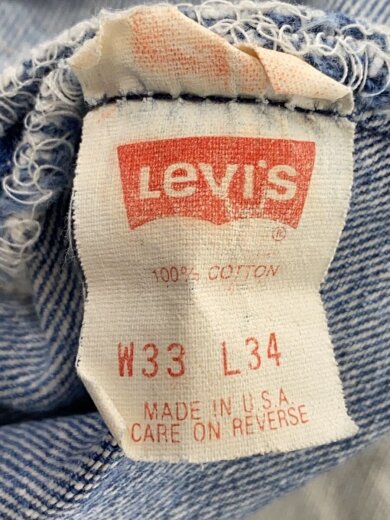 Levi's
®
100% COTTON
W33 L34
MADE IN U.S.A.
CARE ON REVERSE